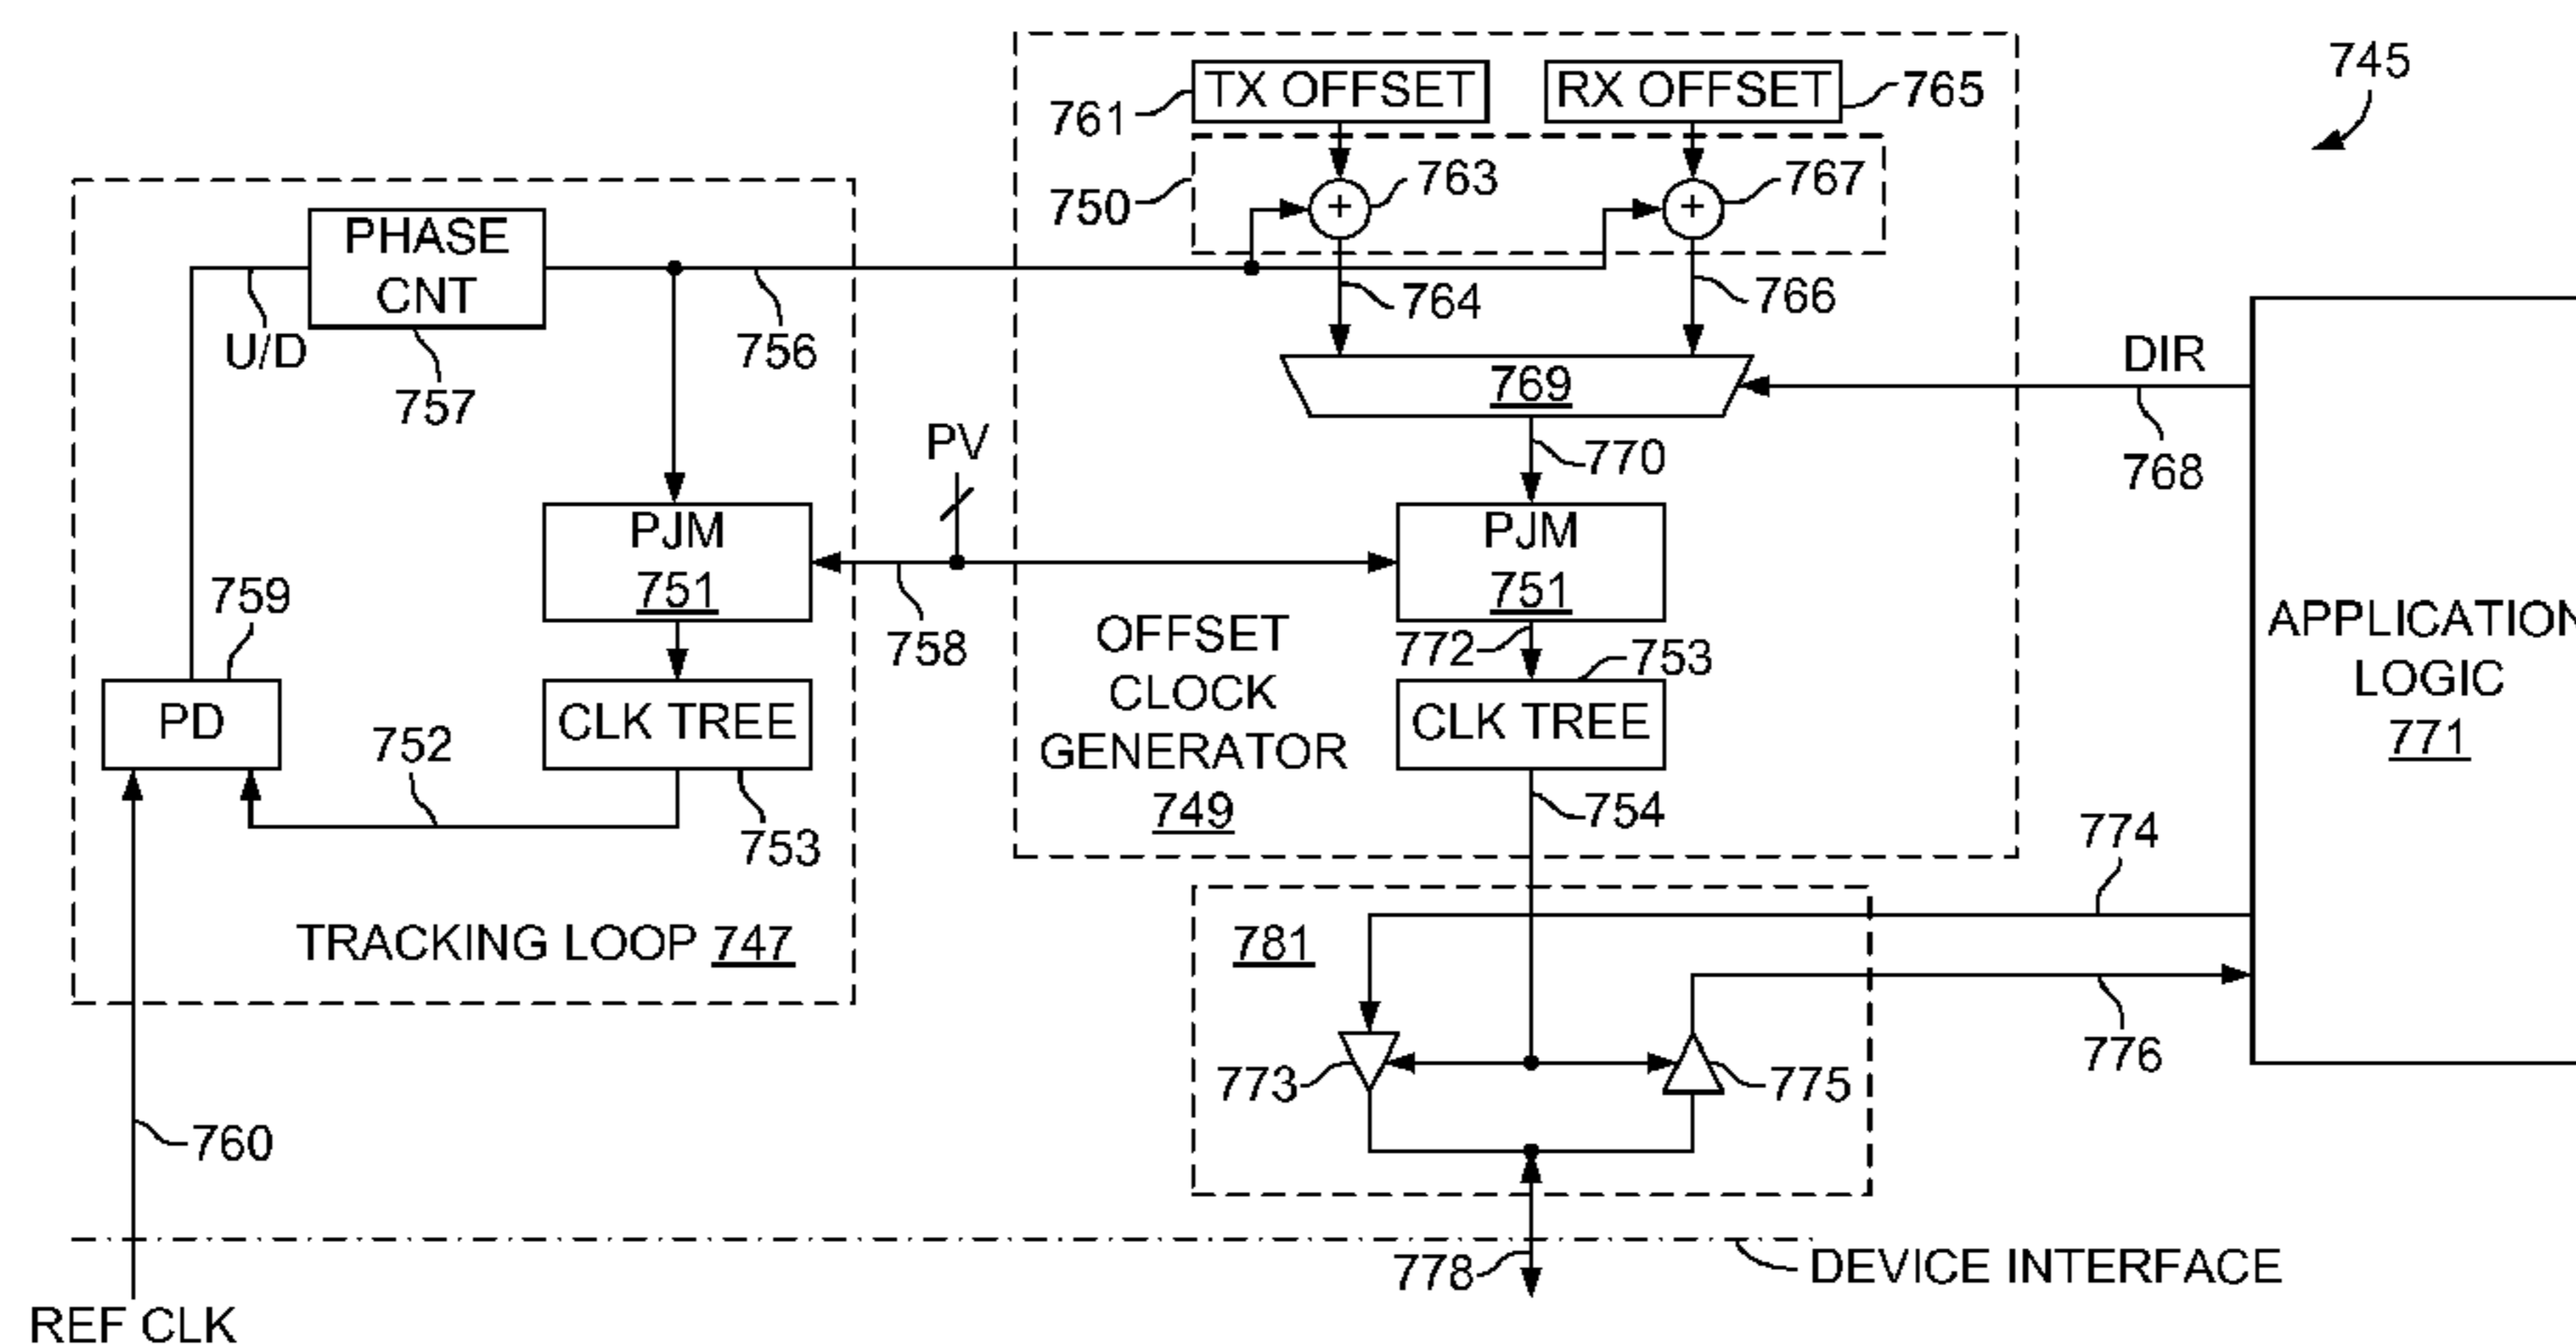 745
TX OFFSET
RX OFFSET
761
765
750
+
763
+
767
PHASE
CNT
U/D
757
756
764
766
769
DIR
768
770
PV
PJM
751
758
PJM
751
772
753
759
PD
752
CLK TREE
753
OFFSET
CLOCK
GENERATOR
749
CLK TREE
754
APPLICATION
LOGIC
771
774
776
TRACKING LOOP 747
781
773
775
760
778
DEVICE INTERFACE
REF CLK